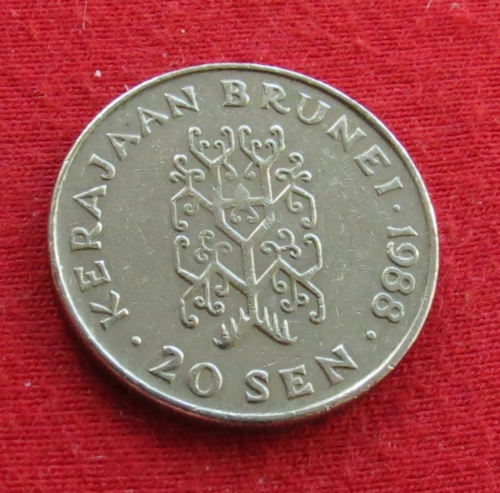 KERAJAAN BRUNEI · 1988 ·
20 SEN ·